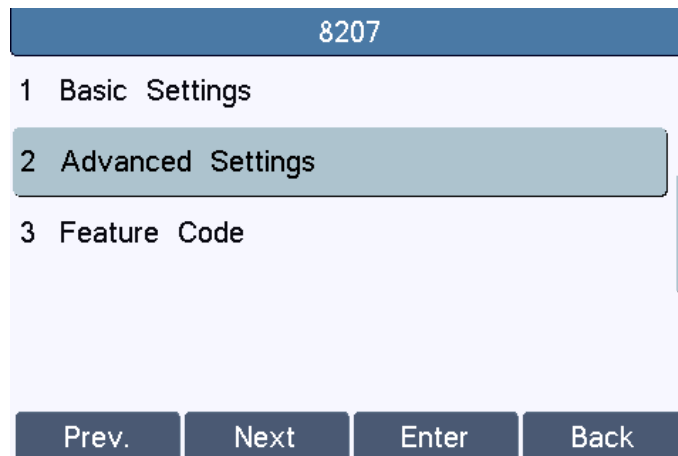 8207
1 Basic Settings
2 Advanced Settings
3 Feature Code
Prev. Next Enter Back